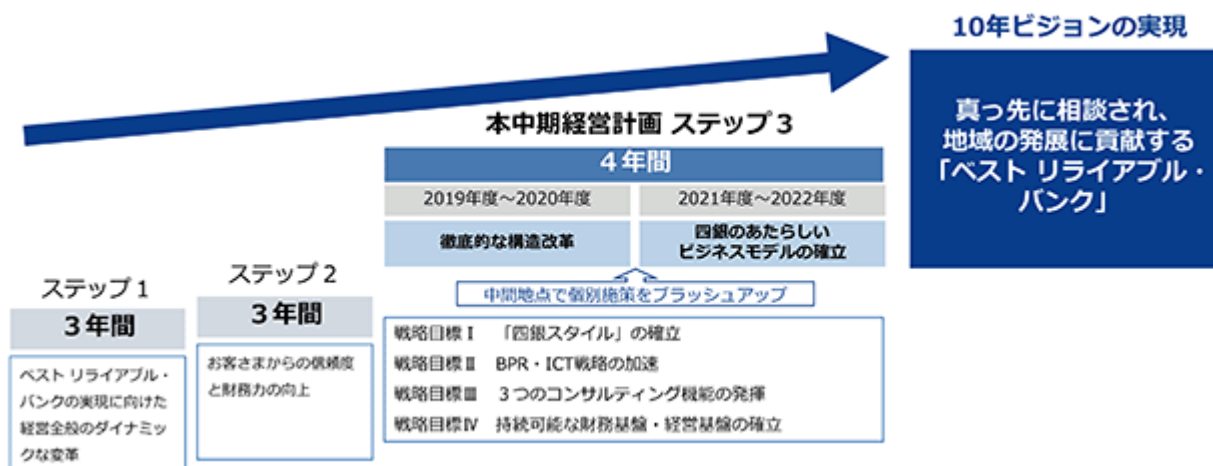 10年ビジョンの実現
真っ先に相談され、
地域の発展に貢献する
「ベスト リライアブル・
バンク」
本中期経営計画 ステップ3
4年間
2019年度～2020年度
2021年度～2022年度
徹底的な構造改革
四銀のあたらしい
ビジネスモデルの確立
中間地点で個別施策をブラッシュアップ
戦略目標Ⅰ 「四銀スタイル」の確立
戦略目標Ⅱ BPR・ICT戦略の加速
戦略目標Ⅲ 3つのコンサルティング機能の発揮
戦略目標Ⅳ 持続可能な財務基盤・経営基盤の確立
ステップ2
3年間
お客さまからの信頼度
と財務力の向上
ステップ1
3年間
ベスト リライアブル・
バンクの実現に向けた
経営全般のダイナミッ
クな変革